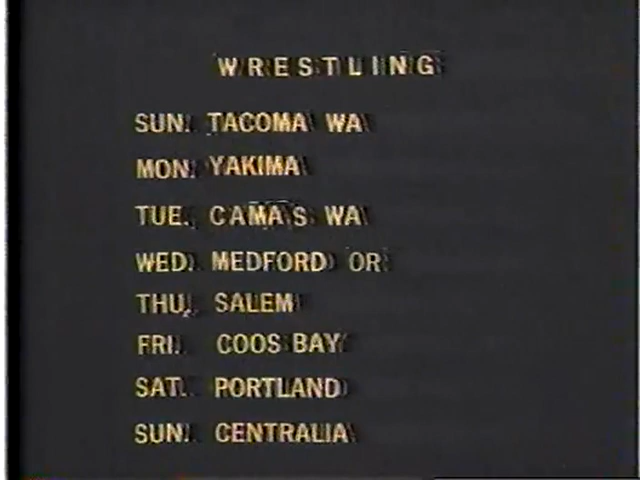 WRESTLING
SUN. TACOMA WA
MON. YAKIMA
TUE. CAMAS WA
WED. MEDFORD OR
THU. SALEM
FRI. COOS BAY
SAT. PORTLAND
SUN. CENTRALIA